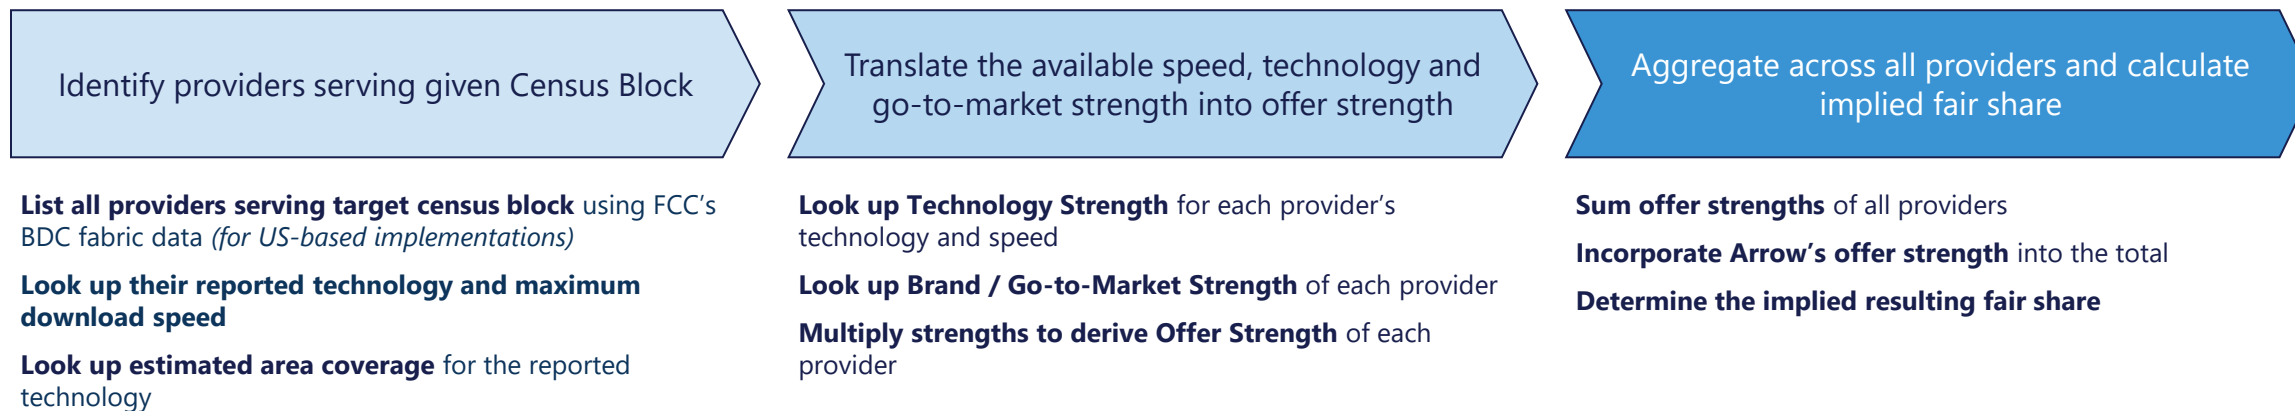 Identify providers serving given Census Block
Translate the available speed, technology and
go-to-market strength into offer strength
Aggregate across all providers and calculate
implied fair share
List all providers serving target census block using FCC's
BDC fabric data (for US-based implementations)
Look up their reported technology and maximum
download speed
Look up estimated area coverage for the reported
technology
Look up Technology Strength for each provider's
technology and speed
Look up Brand / Go-to-Market Strength of each provider
Multiply strengths to derive Offer Strength of each
provider
Sum offer strengths of all providers
Incorporate Arrow's offer strength into the total
Determine the implied resulting fair share